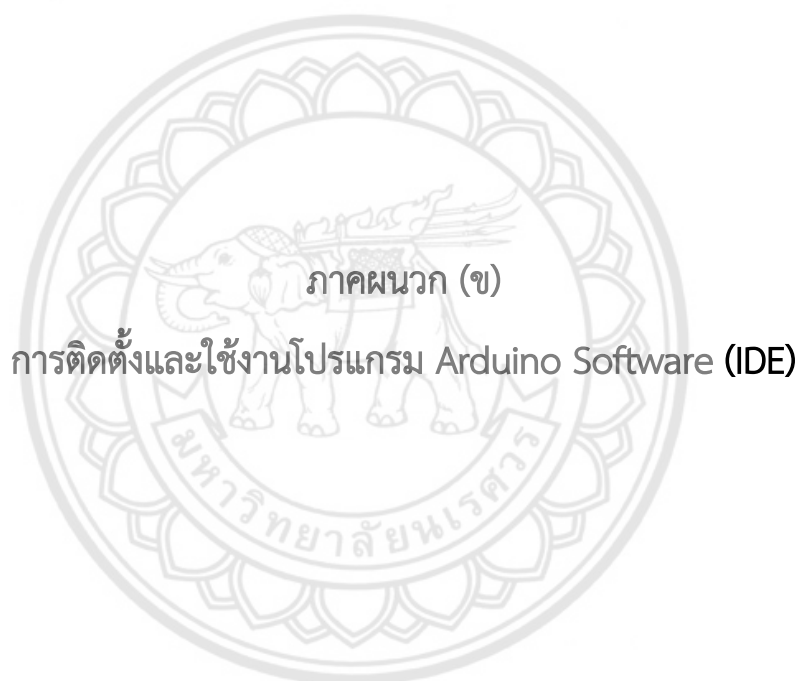 ภาคผนวก (ข)
การติดตั้งและใช้งานโปรแกรม Arduino Software (IDE)
มหาวิทยาลัยนเรศวร